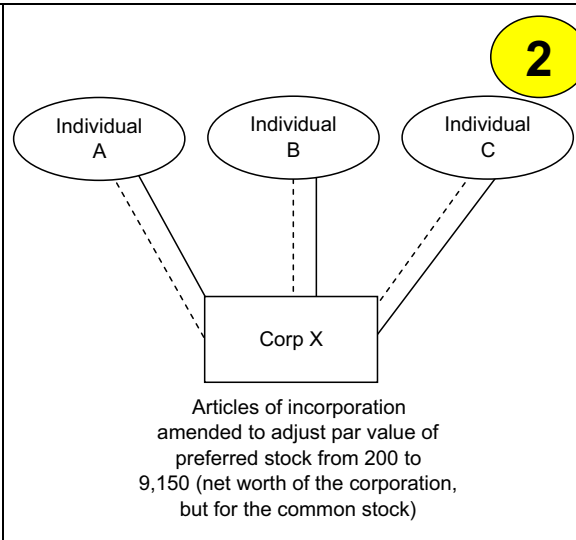 2
Individual
A
Individual
B
Individual
C
Corp X
Articles of incorporation
amended to adjust par value of
preferred stock from 200 to
9,150 (net worth of the corporation,
but for the common stock)